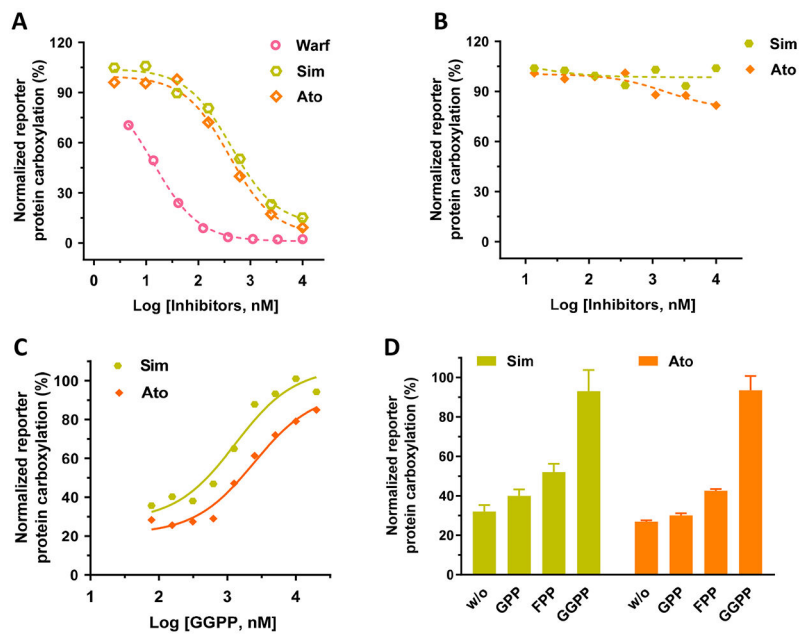 A
Normalized reporter
protein carboxylation (%)
120
90
60
30
0
0 1 2 3 4
Log [Inhibitors, nM]
Warf
Sim
Ato
B
Normalized reporter
protein carboxylation (%)
120
90
60
30
0
1 2 3 4
Log [Inhibitors, nM]
Sim
Ato
C
Normalized reporter
protein carboxylation (%)
100
80
60
40
20
0
1 2 3 4
Log [GGPP, nM]
Sim
Ato
D
Normalized reporter
protein carboxylation (%)
100
80
60
40
20
0
Sim
Ato
w/o GPP FPP GGPP w/o GPP FPP GGPP